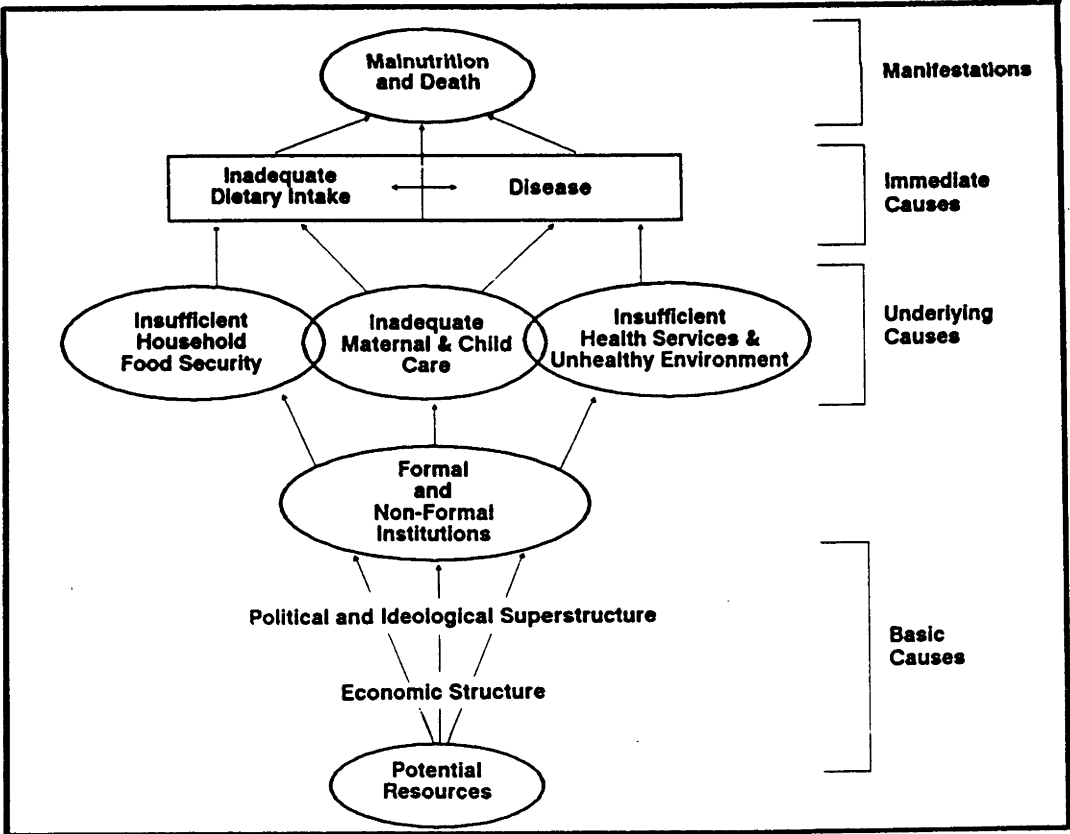 Malnutrition
and Death
Manifestations
Inadequate
Dietary Intake
Disease
Immediate
Causes
Insufficient
Household
Food Security
Inadequate
Maternal & Child
Care
Insufficient
Health Services &
Unhealthy Environment
Underlying
Causes
Formal
and
Non-Formal
Institutions
Political and Ideological Superstructure
Economic Structure
Potential
Resources
Basic
Causes